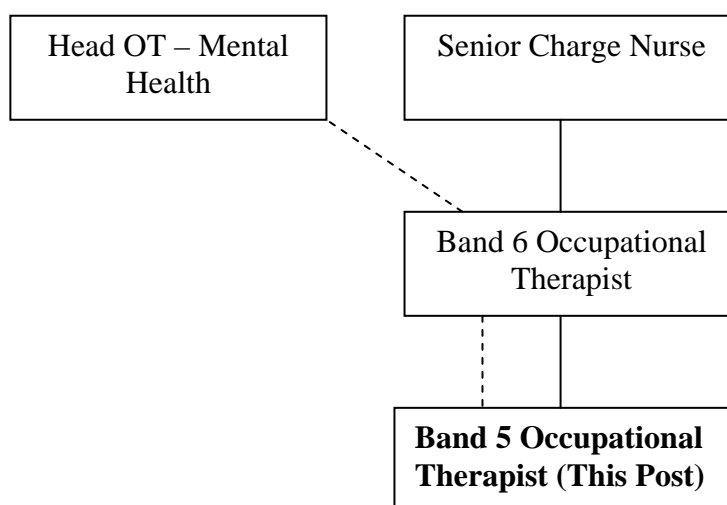 Head OT – Mental
Health
Senior Charge Nurse
Band 6 Occupational
Therapist
Band 5 Occupational
Therapist (This Post)